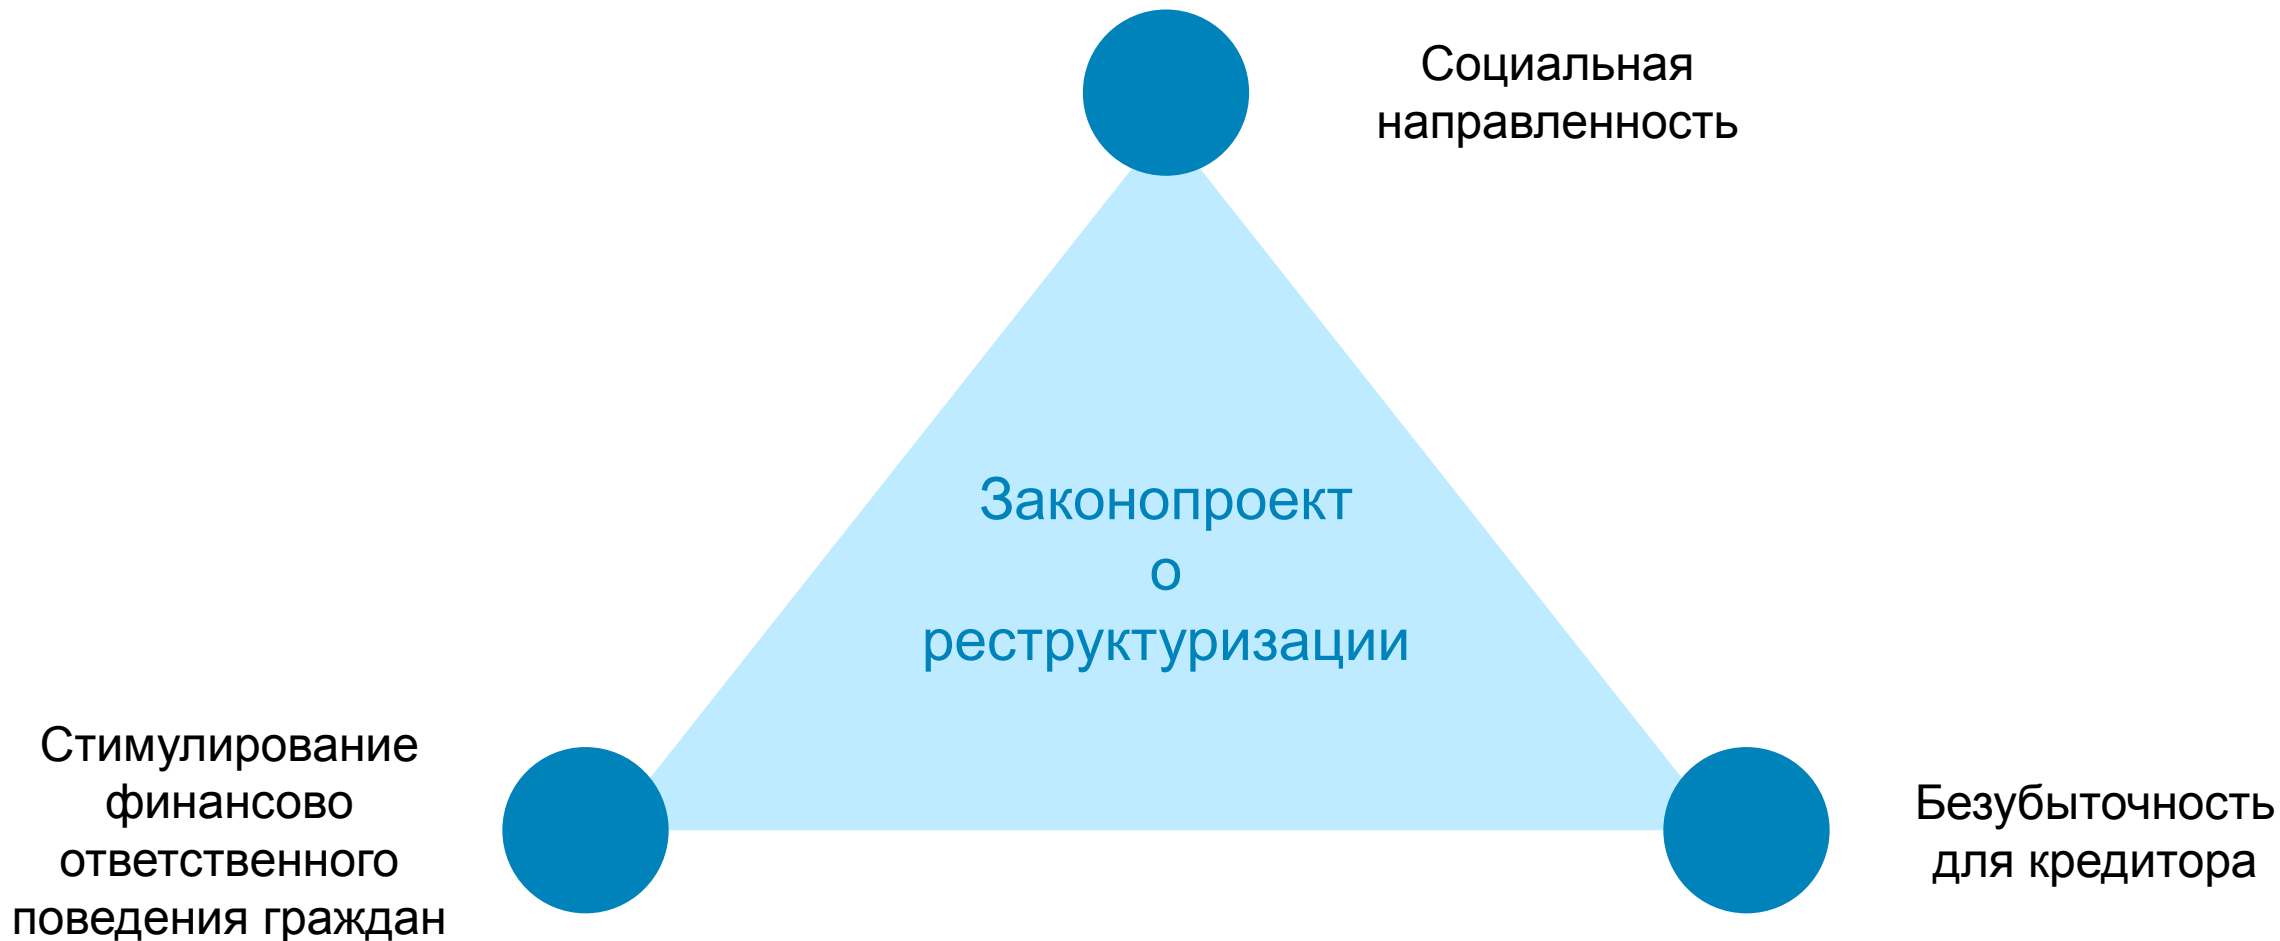 Социальная
направленность
Законопроект
о
реструктуризации
Стимулирование
финансово
ответственного
поведения граждан
Безубыточность
для кредитора